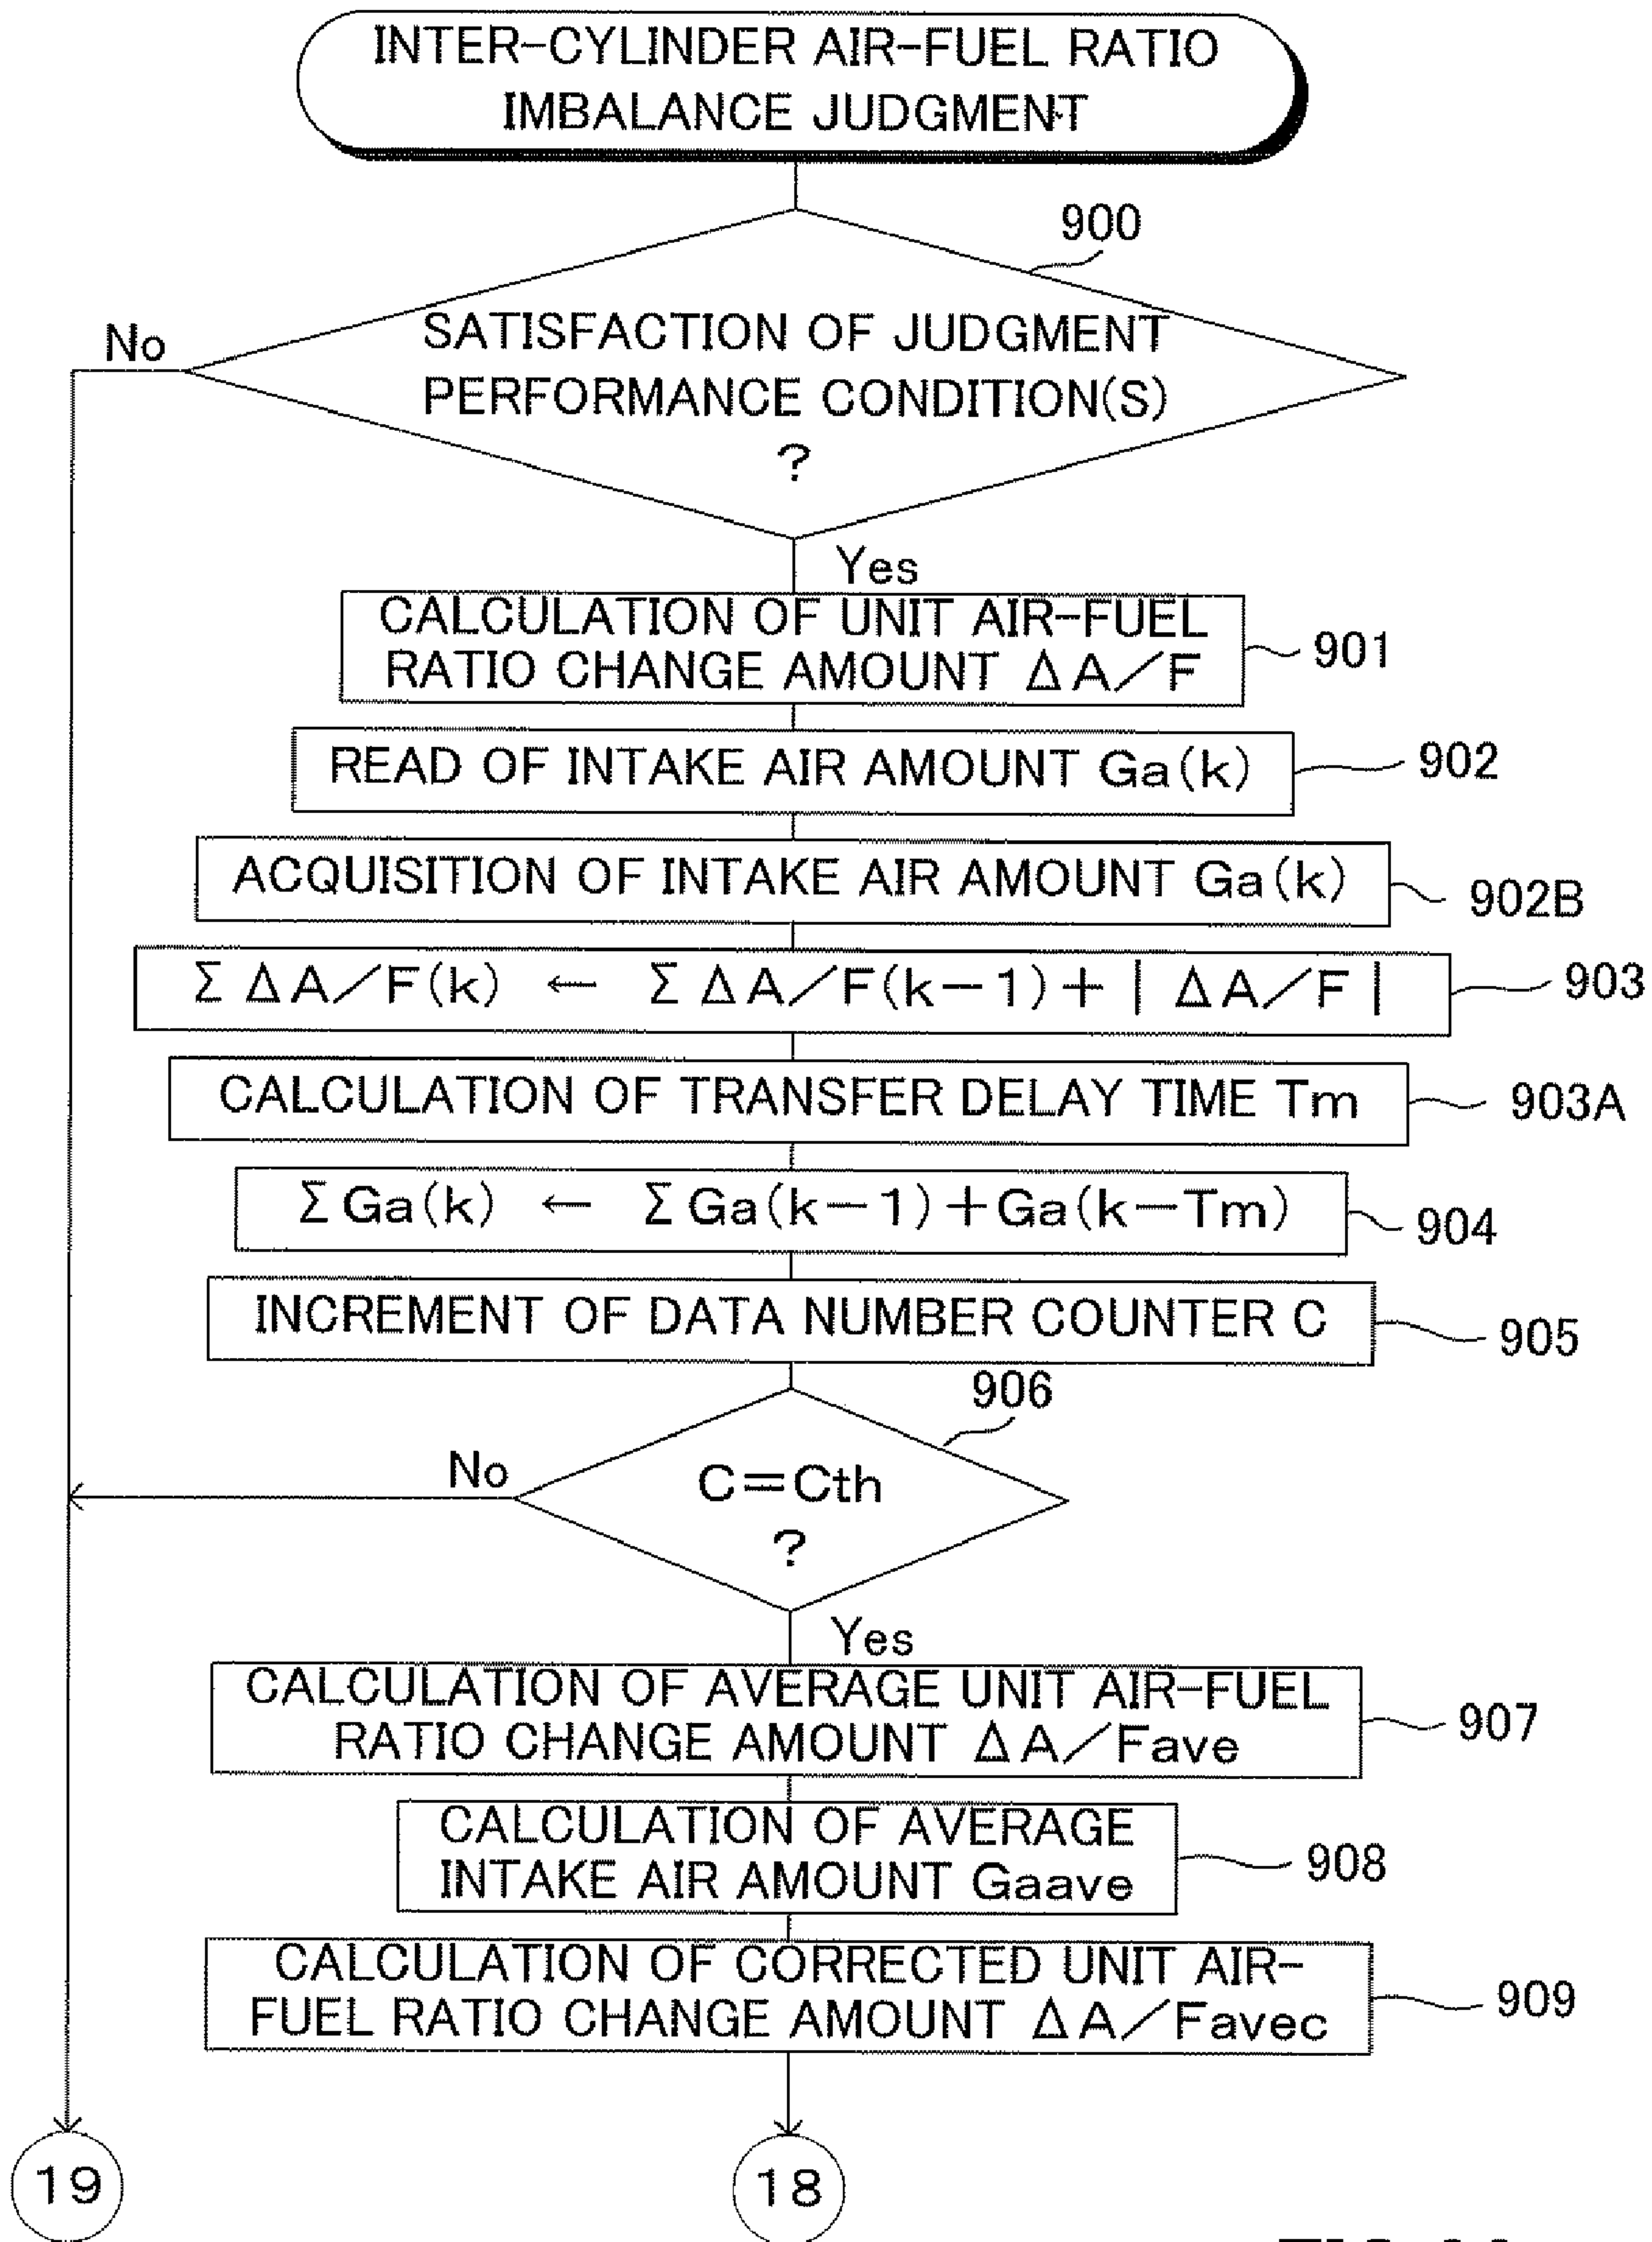 INTER-CYLINDER AIR-FUEL RATIO
IMBALANCE JUDGMENT
900
No
SATISFACTION OF JUDGMENT
PERFORMANCE CONDITION(S)
?
Yes
CALCULATION OF UNIT AIR-FUEL
RATIO CHANGE AMOUNT ΔA/F
901
READ OF INTAKE AIR AMOUNT Ga(k)
902
ACQUISITION OF INTAKE AIR AMOUNT Ga(k)
902B
ΣΔA/F(k) ← ΣΔA/F(k-1)+|ΔA/F|
903
CALCULATION OF TRANSFER DELAY TIME Tm
903A
ΣGa(k) ← ΣGa(k-1)+Ga(k-Tm)
904
INCREMENT OF DATA NUMBER COUNTER C
905
906
No
C=Cth
?
Yes
CALCULATION OF AVERAGE UNIT AIR-FUEL
RATIO CHANGE AMOUNT ΔA/Fave
907
CALCULATION OF AVERAGE
INTAKE AIR AMOUNT Gaave
908
CALCULATION OF CORRECTED UNIT AIR-
FUEL RATIO CHANGE AMOUNT ΔA/Favec
909
19
18